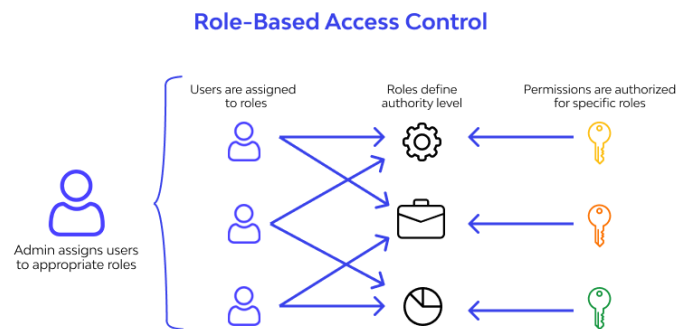 Role-Based Access Control
Users are assigned
to roles
Roles define
authority level
Permissions are authorized
for specific roles
Admin assigns users
to appropriate roles